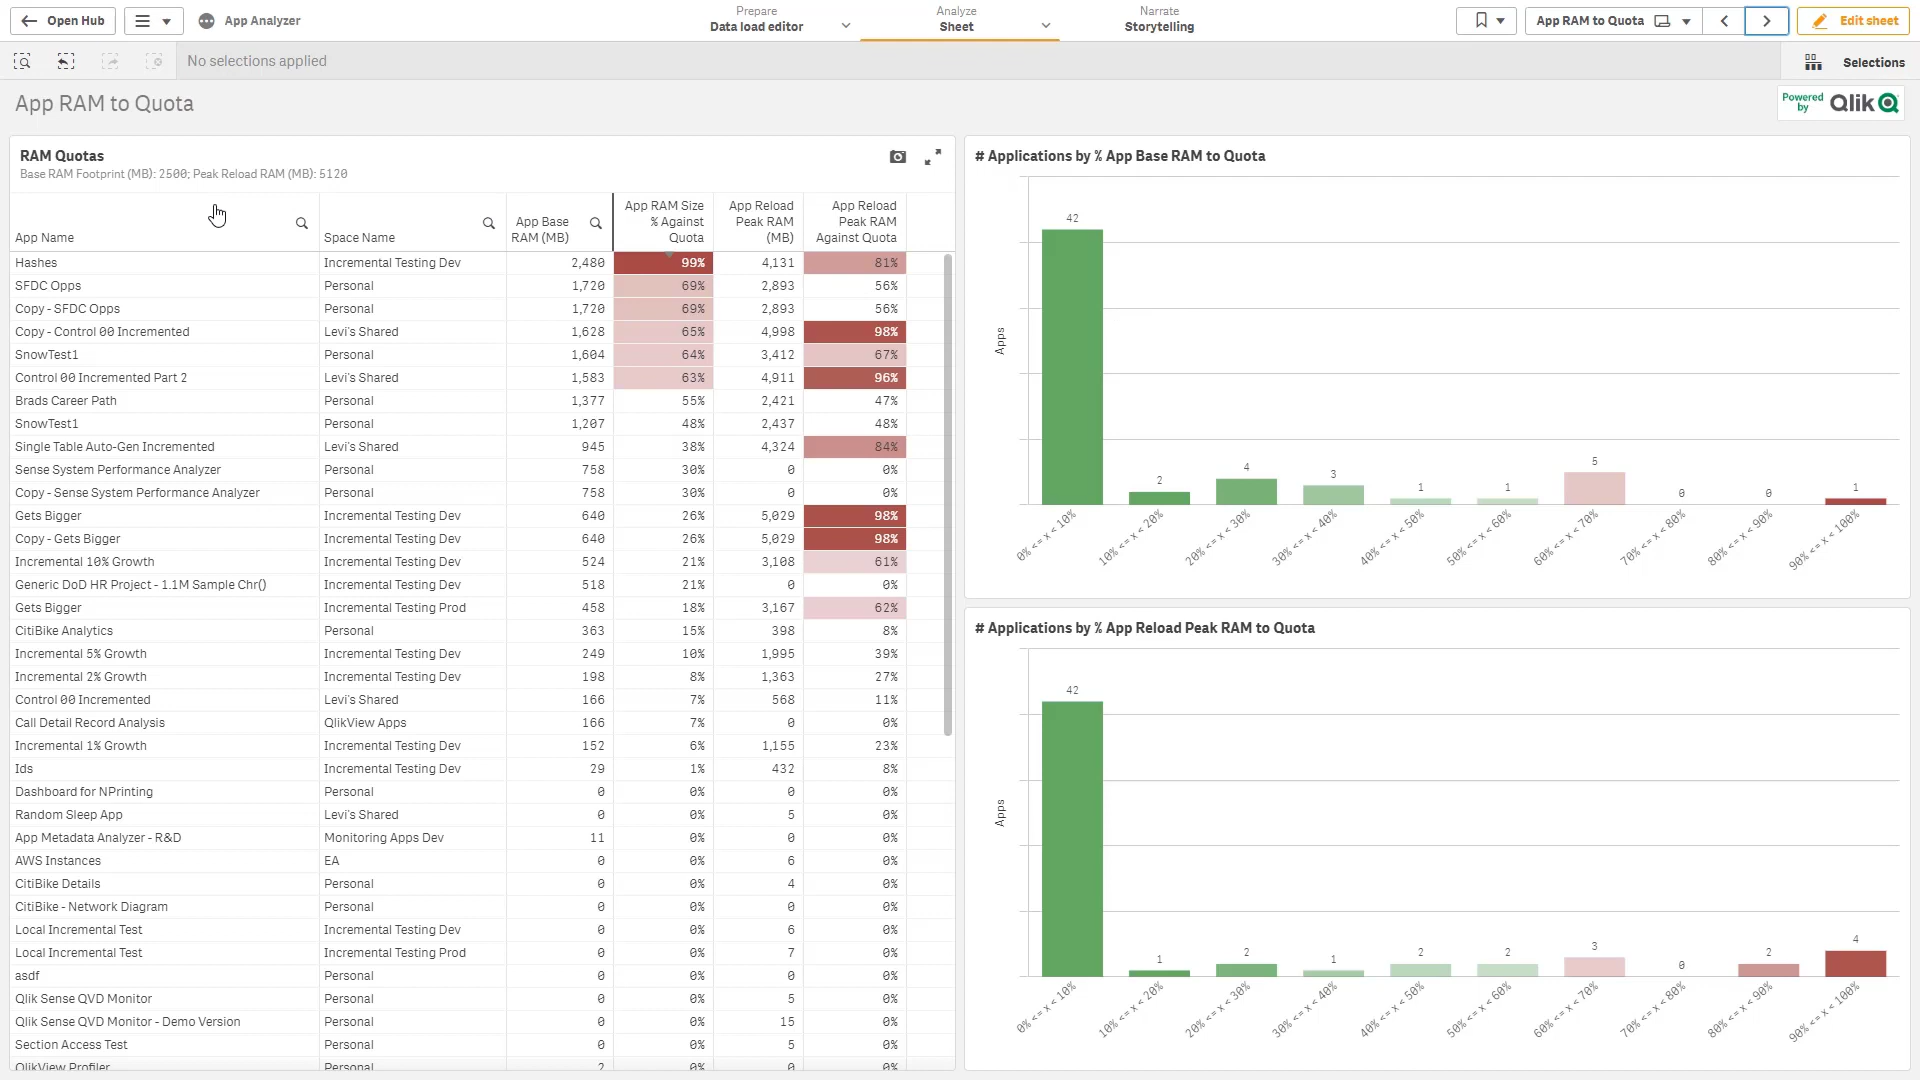 Open Hub
App Analyzer
Prepare
Data load editor
Analyze
Sheet
Narrate
Storytelling
App RAM to Quota
Edit sheet
No selections applied
Selections
App RAM to Quota
Powered by Qlik
RAM Quotas
Base RAM Footprint (MB): 2500; Peak Reload RAM (MB): 5120
App Name Space Name App Base RAM (MB) App RAM Size % Against Quota App Reload Peak RAM (MB) App Reload Peak RAM Against Quota
Hashes Incremental Testing Dev 2,480 99% 4,131 81%
SFDC Opps Personal 1,720 69% 2,893 56%
Copy - SFDC Opps Personal 1,720 69% 2,893 56%
Copy - Control 00 Incremented Levi's Shared 1,628 65% 4,998 98%
SnowTest1 Personal 1,604 64% 3,412 67%
Control 00 Incremented Part 2 Levi's Shared 1,583 63% 4,911 96%
Brads Career Path Personal 1,377 55% 2,421 47%
SnowTest1 Personal 1,207 48% 2,437 48%
Single Table Auto-Gen Incremented Levi's Shared 945 38% 4,324 84%
Sense System Performance Analyzer Personal 758 30% 0 0%
Copy - Sense System Performance Analyzer Personal 758 30% 0 0%
Gets Bigger Incremental Testing Dev 640 26% 5,029 98%
Copy - Gets Bigger Incremental Testing Dev 640 26% 5,029 98%
Incremental 10% Growth Incremental Testing Dev 524 21% 3,108 61%
Generic DoD HR Project - 1.1M Sample Chr() Incremental Testing Dev 518 21% 0 0%
Gets Bigger Incremental Testing Prod 458 18% 3,167 62%
CitiBike Analytics Personal 363 15% 398 8%
Incremental 5% Growth Incremental Testing Dev 249 10% 1,995 39%
Incremental 2% Growth Incremental Testing Dev 198 8% 1,363 27%
Control 00 Incremented Levi's Shared 166 7% 568 11%
Call Detail Record Analysis QlikView Apps 166 7% 0 0%
Incremental 1% Growth Incremental Testing Dev 152 6% 1,155 23%
Ids Incremental Testing Dev 29 1% 432 8%
Dashboard for NPrinting Personal 0 0% 0 0%
Random Sleep App Levi's Shared 0 0% 5 0%
App Metadata Analyzer - R&D Monitoring Apps Dev 11 0% 0 0%
AWS Instances EA 0 0% 6 0%
CitiBike Details Personal 0 0% 4 0%
CitiBike - Network Diagram Personal 0 0% 0 0%
Local Incremental Test Incremental Testing Dev 0 0% 6 0%
Local Incremental Test Incremental Testing Prod 0 0% 7 0%
asdf Personal 0 0% 0 0%
Qlik Sense QVD Monitor Personal 0 0% 5 0%
Qlik Sense QVD Monitor - Demo Version Personal 0 0% 15 0%
Section Access Test Personal 0 0% 5 0%
QlikView Profiler Personal 2 0% 0 0%
# Applications by % App Base RAM to Quota
Apps
42 2 4 3 1 1 5 0 0 1
0% <= x < 10% 10% <= x < 20% 20% <= x < 30% 30% <= x < 40% 40% <= x < 50% 50% <= x < 60% 60% <= x < 70% 70% <= x < 80% 80% <= x < 90% 90% <= x < 100%
# Applications by % App Reload Peak RAM to Quota
Apps
42 1 2 1 2 2 3 0 2 4
0% <= x < 10% 10% <= x < 20% 20% <= x < 30% 30% <= x < 40% 40% <= x < 50% 50% <= x < 60% 60% <= x < 70% 70% <= x < 80% 80% <= x < 90% 90% <= x < 100%